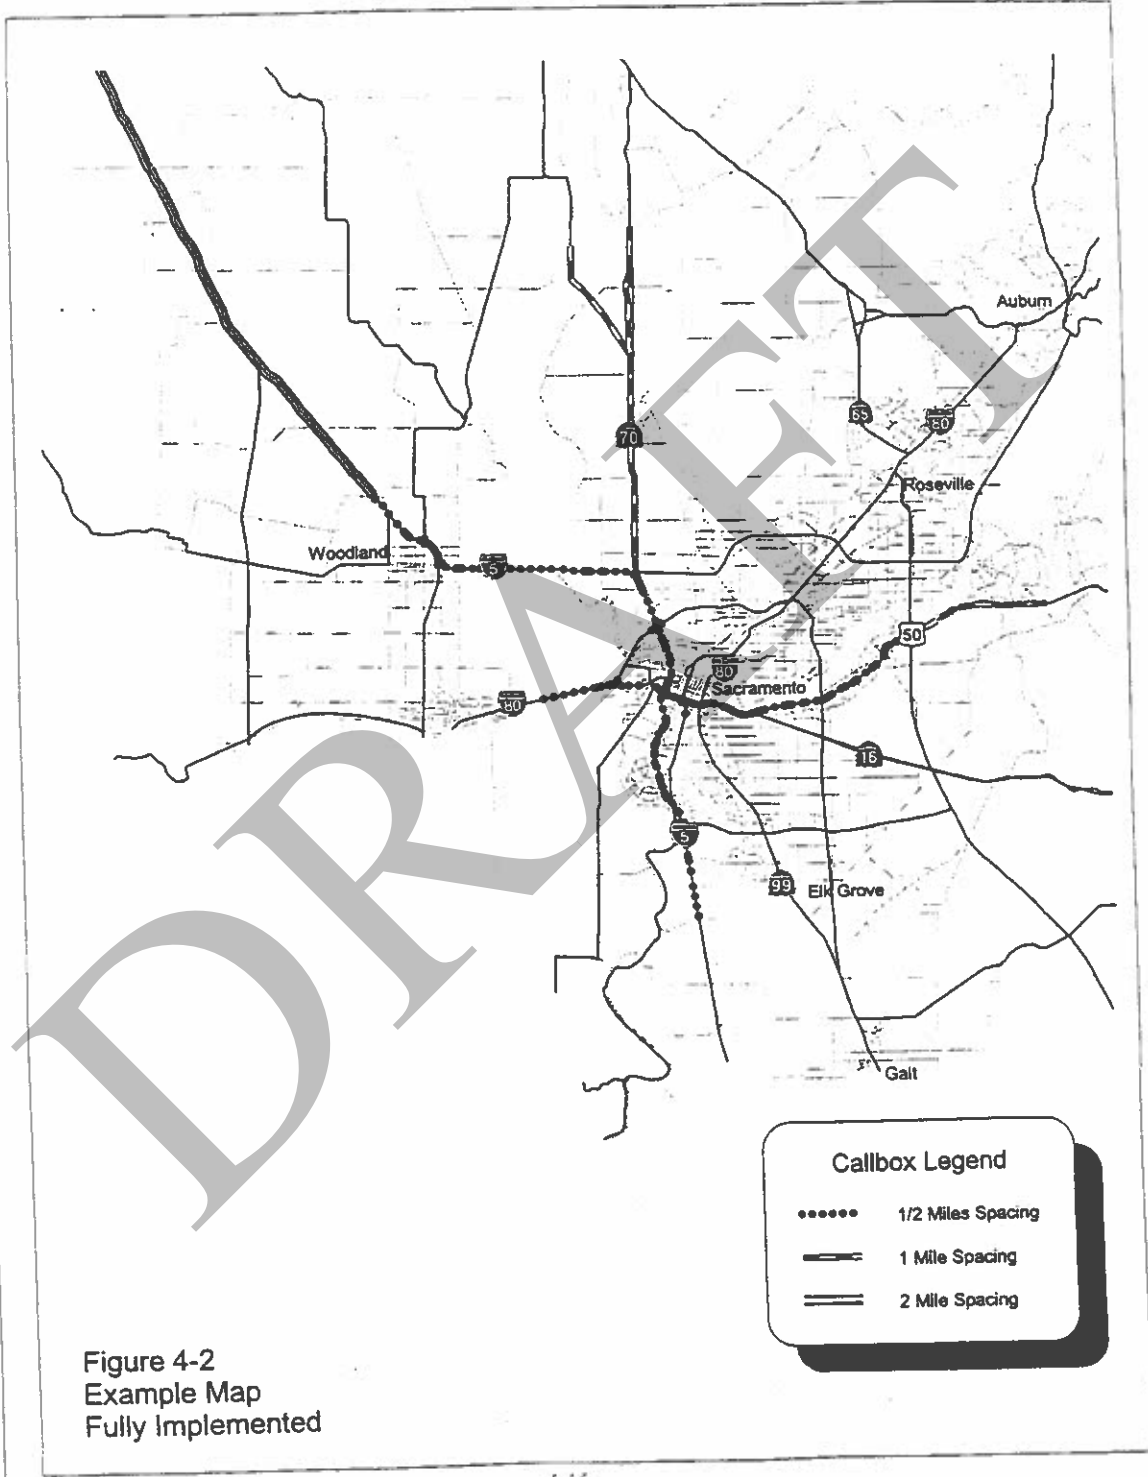 Auburn
65
80
70
Roseville
Woodland
5
50
80
Sacramento
80
16
5
99
Elk Grove
Galt
DRAFT
Callbox Legend
1/2 Miles Spacing
1 Mile Spacing
2 Mile Spacing
Figure 4-2
Example Map
Fully Implemented